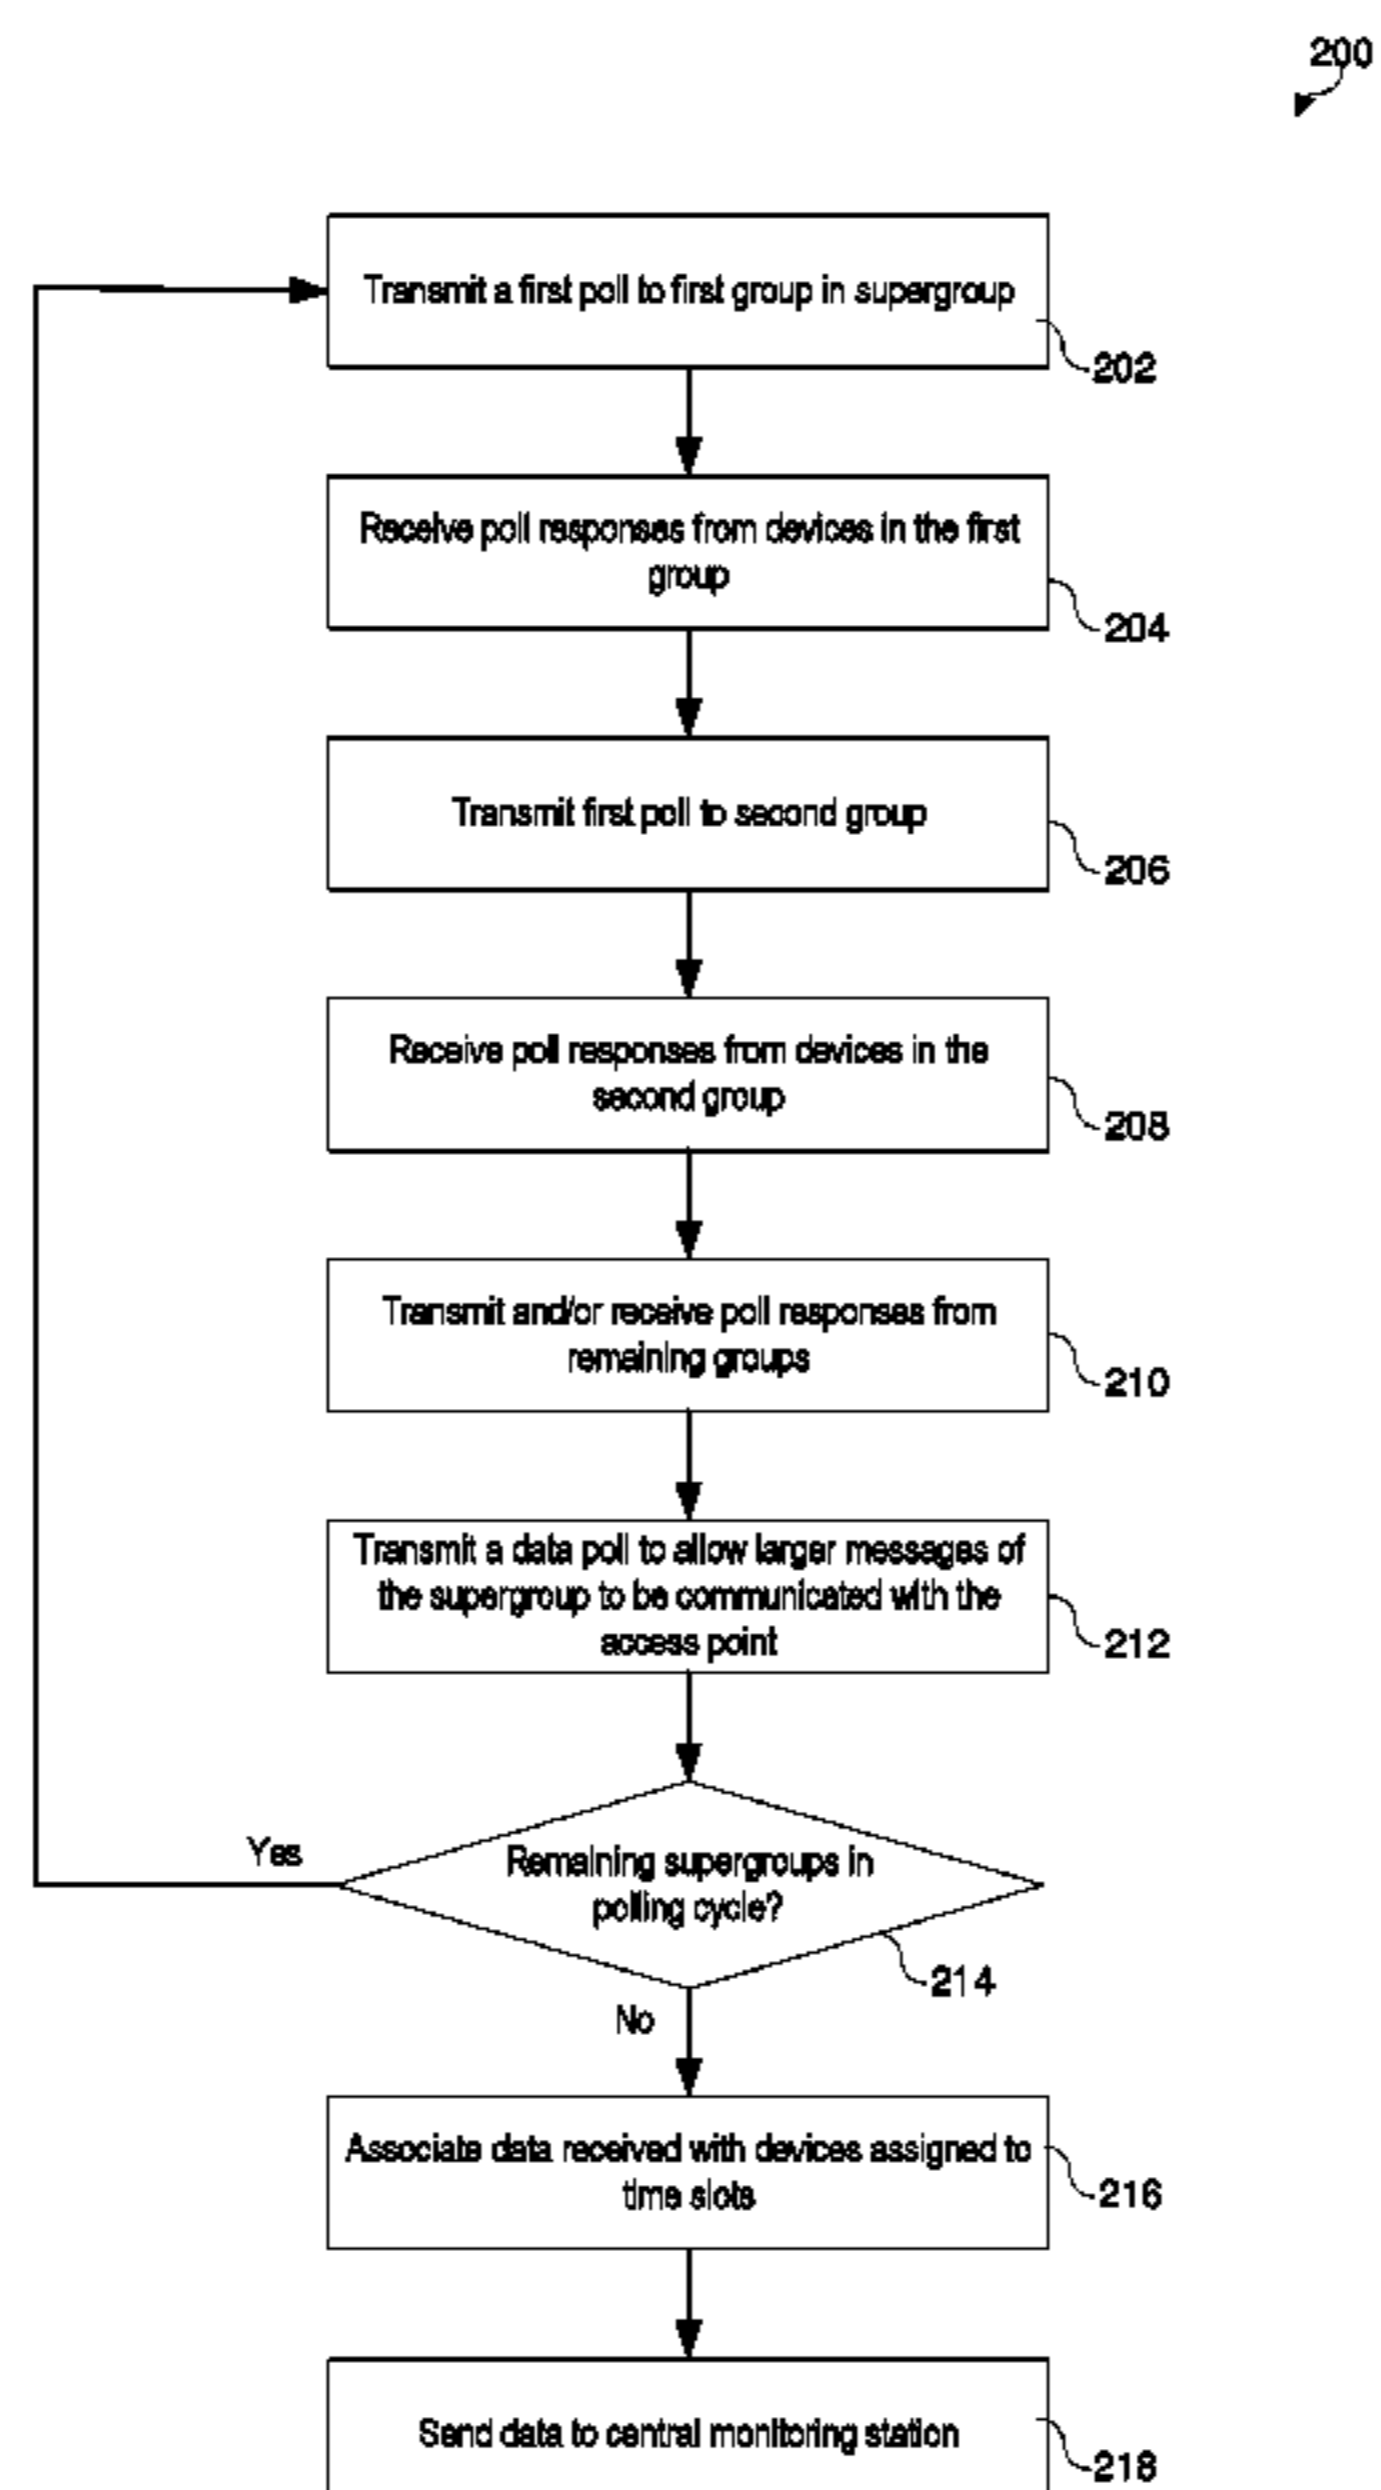 200
Transmit a first poll to first group in supergroup
202
Receive poll responses from devices in the first
group
204
Transmit first poll to second group
206
Receive poll responses from devices in the
second group
208
Transmit and/or receive poll responses from
remaining groups
210
Transmit a data poll to allow larger messages of
the supergroup to be communicated with the
access point
212
Yes
Remaining supergroups in
polling cycle?
214
No
Associate data received with devices assigned to
time slots
216
Send data to central monitoring station
218